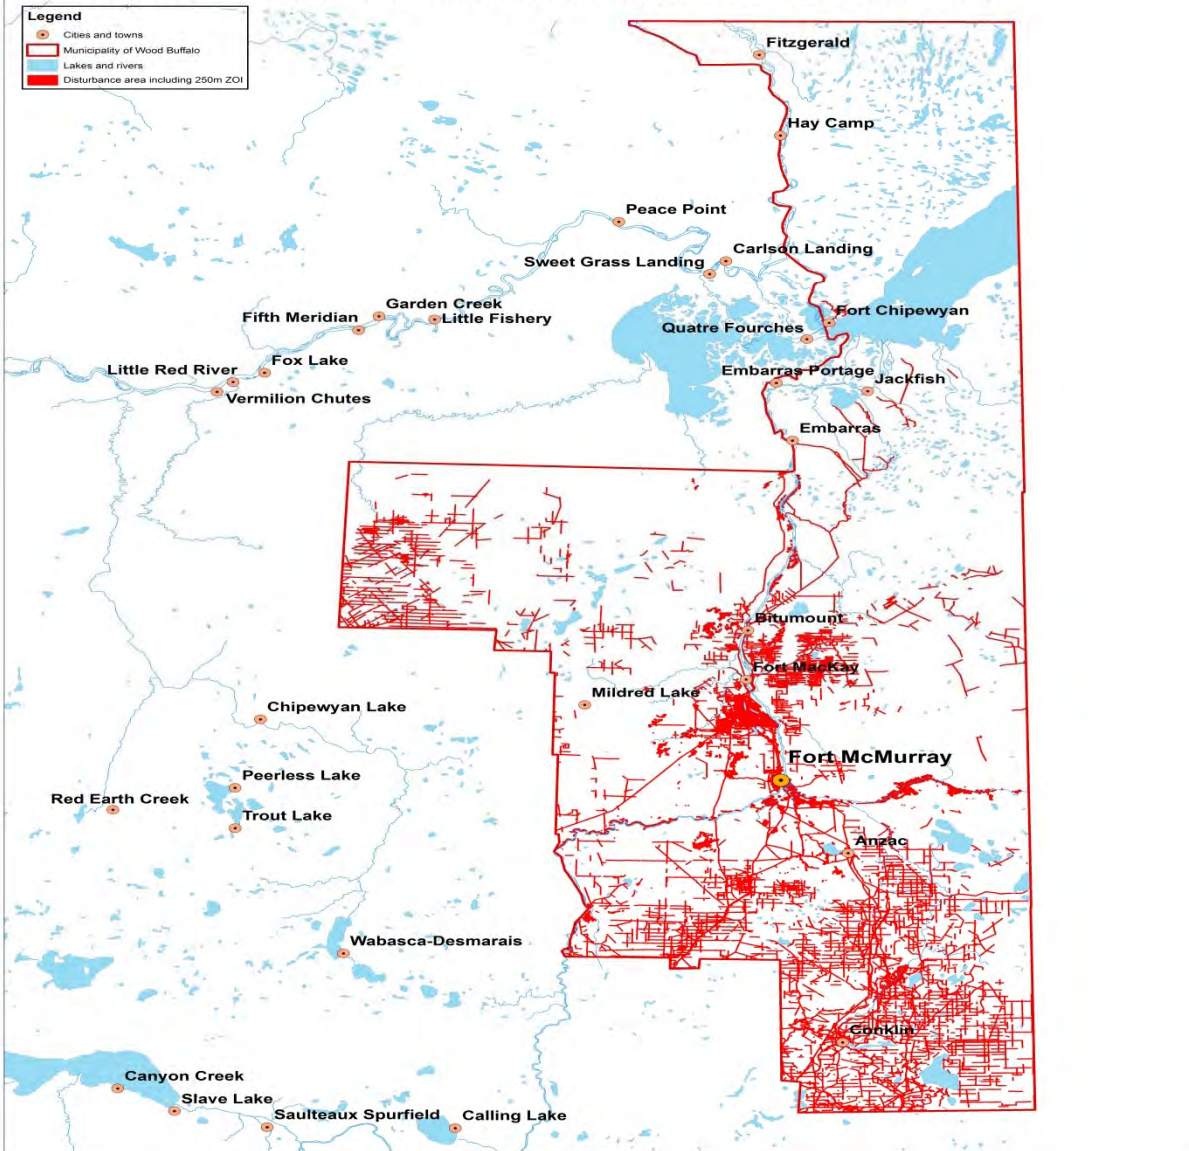 Legend
Cities and towns
Municipality of Wood Buffalo
Lakes and rivers
Disturbance area including 250m ZOI
Fitzgerald
Hay Camp
Peace Point
Carlson Landing
Sweet Grass Landing
Garden Creek
Fort Chipewyan
Fifth Meridian
Little Fishery
Quatre Fourches
Fox Lake
Little Red River
Embarras Portage
Jackfish
Vermilion Chutes
Embarras
Bitumount
Fort MacKay
Mildred Lake
Chipewyan Lake
Fort McMurray
Peerless Lake
Red Earth Creek
Trout Lake
Anzac
Wabasca-Desmarais
Conklin
Canyon Creek
Slave Lake
Saulteaux Spurfield
Calling Lake